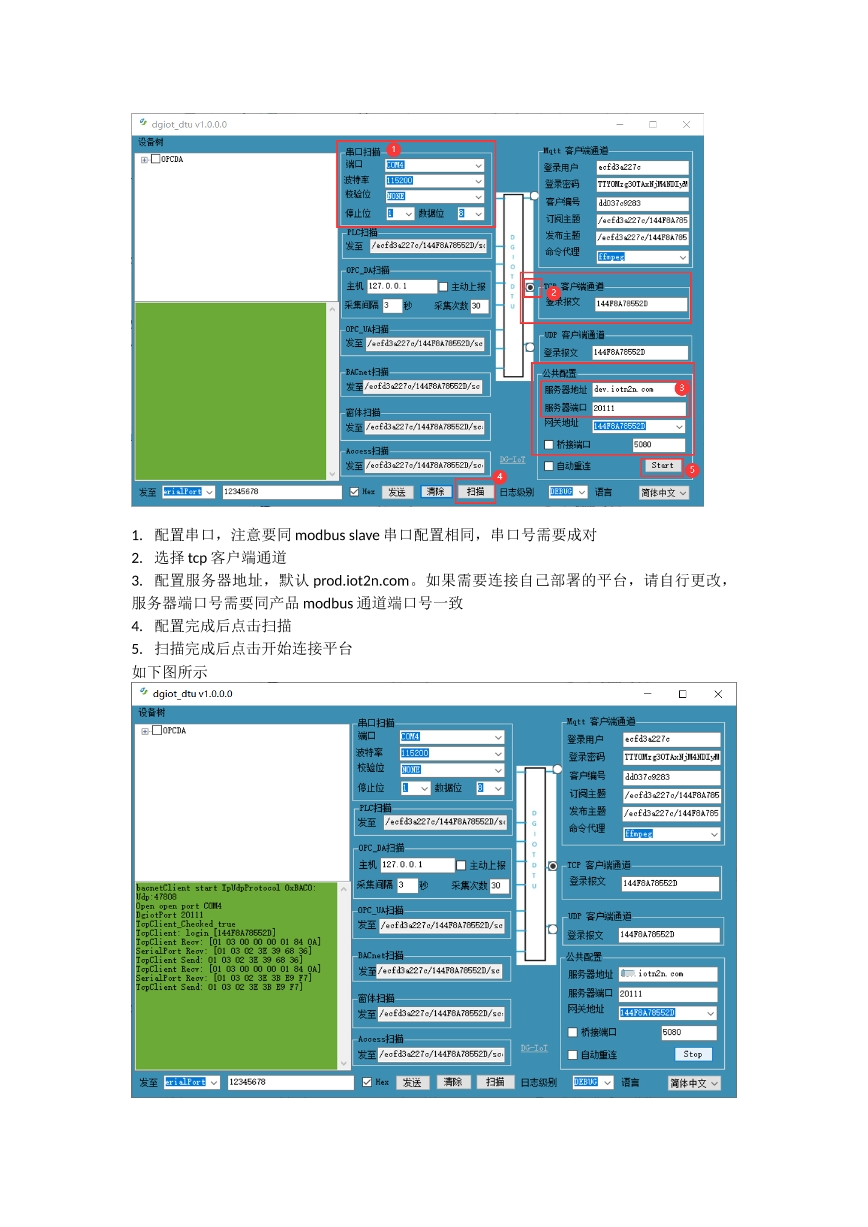 dgiot_dtu v1.0.0.0
设备树
OPCDA
串口扫描 1
端口 COM4
波特率 115200
校验位 NONE
停止位 1 数据位 8
PLC扫描
发至 /ecfd3a227c/144F8A78552D/sc
OPC_DA扫描
主机 127.0.0.1 主动上报
采集间隔 3 秒 采集次数 30
OPC_UA扫描
发至 /ecfd3a227c/144F8A78552D/sc
BACnet扫描
发至 /ecfd3a227c/144F8A78552D/sc
窗体扫描
发至 /ecfd3a227c/144F8A78552D/sc
Access扫描
发至 /ecfd3a227c/144F8A78552D/sc
DGIOTDTU
DG-IoT
Mqtt 客户端通道
登录用户 ecfd3a227c
登录密码 TTYOMzg3OTAxNjM4NDIyM
客户编号 dd037c9283
订阅主题 /ecfd3a227c/144F8A785
发布主题 /ecfd3a227c/144F8A785
命令代理 ffmpeg
TCP 客户端通道
2
登录报文 144F8A78552D
UDP 客户端通道
登录报文 144F8A78552D
公共配置
服务器地址 dev.iotn2n.com 3
服务器端口 20111
网关地址 144F8A78552D
桥接端口 5080
自动重连 Start 5
4
发至 erialPort 12345678 Hex 发送 清除 扫描 日志级别 DEBUG 语言 简体中文
1. 配置串口，注意要同 modbus slave 串口配置相同，串口号需要成对
2. 选择 tcp 客户端通道
3. 配置服务器地址，默认 prod.iot2n.com。如果需要连接自己部署的平台，请自行更改，
服务器端口号需要同产品 modbus 通道端口号一致
4. 配置完成后点击扫描
5. 扫描完成后点击开始连接平台
如下图所示
dgiot_dtu v1.0.0.0
设备树
OPCDA
bacnetClient start IpUdpProtocol 0xBAC0:
Udp:47808
Open open port COM4
DgiotPort 20111
TcpClient_Checked true
TcpClient: login [144F8A78552D]
TcpClient Recv: [01 03 00 00 00 01 84 0A]
SerialPort Recv: [01 03 02 3E 39 68 36]
TcpClient Send: 01 03 02 3E 39 68 36]
TcpClient Recv: [01 03 00 00 00 01 84 0A]
SerialPort Recv: [01 03 02 3E 3B E9 F7]
TcpClient Send: 01 03 02 3E 3B E9 F7]
串口扫描
端口 COM4
波特率 115200
校验位 NONE
停止位 1 数据位 8
PLC扫描
发至 /ecfd3a227c/144F8A78552D/sc
OPC_DA扫描
主机 127.0.0.1 主动上报
采集间隔 3 秒 采集次数 30
OPC_UA扫描
发至 /ecfd3a227c/144F8A78552D/sc
BACnet扫描
发至 /ecfd3a227c/144F8A78552D/sc
窗体扫描
发至 /ecfd3a227c/144F8A78552D/sc
Access扫描
发至 /ecfd3a227c/144F8A78552D/sc
DGIOTDTU
DG-IoT
Mqtt 客户端通道
登录用户 ecfd3a227c
登录密码 TTYOMzg3OTAxNjM4NDIyM
客户编号 dd037c9283
订阅主题 /ecfd3a227c/144F8A785
发布主题 /ecfd3a227c/144F8A785
命令代理 ffmpeg
TCP 客户端通道
登录报文 144F8A78552D
UDP 客户端通道
登录报文 144F8A78552D
公共配置
服务器地址 .iotn2n.com
服务器端口 20111
网关地址 144F8A78552D
桥接端口 5080
自动重连 Stop
发至 erialPort 12345678 Hex 发送 清除 扫描 日志级别 DEBUG 语言 简体中文